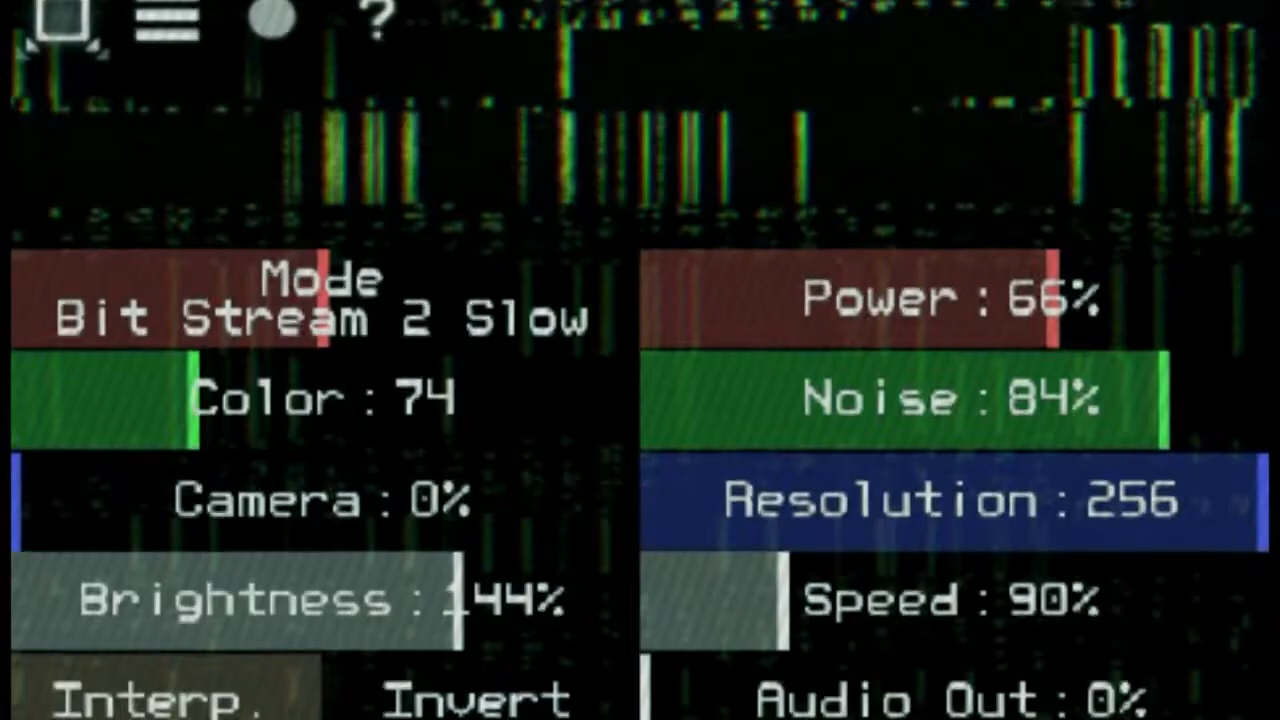 ?
Mode
Bit Stream 2 Slow
Power : 66%
Color : 74
Noise : 84%
Camera : 0%
Resolution : 256
Brightness : 144%
Speed : 90%
Interp.
Invert
Audio Out : 0%